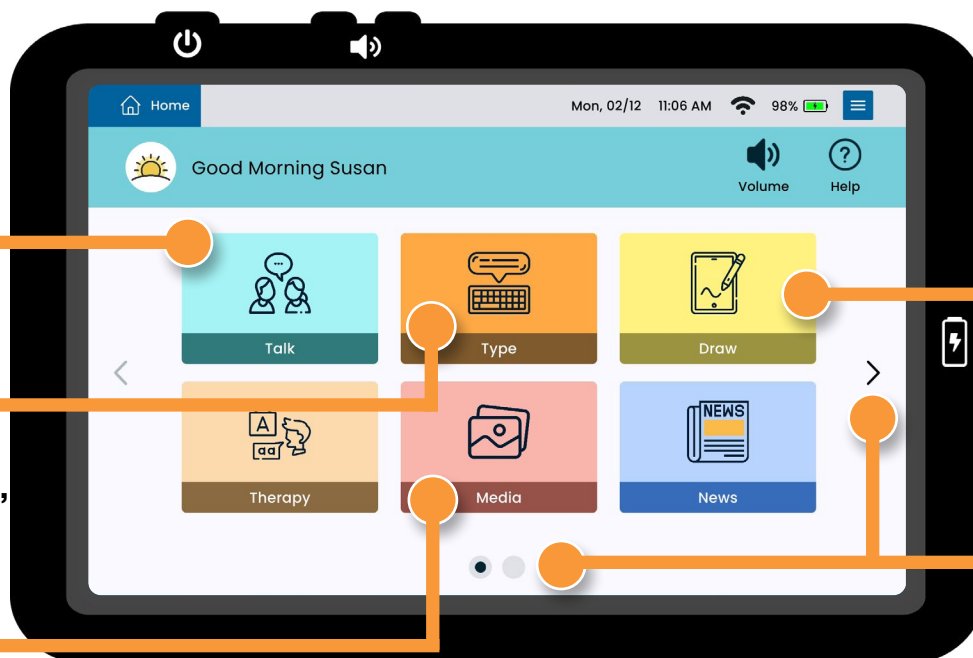 Home
Mon, 02/12 11:06 AM 98%
Good Morning Susan
Volume Help
Talk Type Draw
A
NEWS
Therapy Media News
,